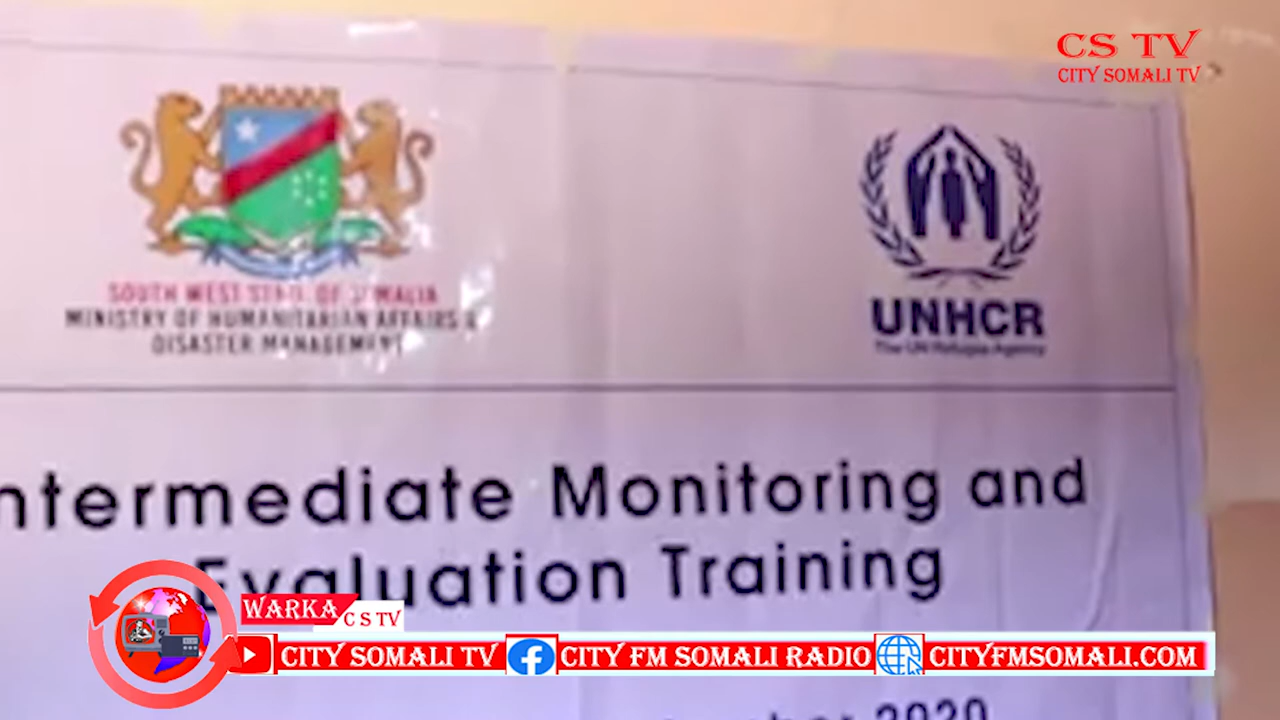 CS TV
CITY SOMALI TV
SOUTH WEST STATE OF SOMALIA
MINISTRY OF HUMANITARIAN AFFAIRS &
DISASTER MANAGEMENT
UNHCR
The UN Refugee Agency
ntermediate Monitoring and
Evaluation Training
WARKA
C S TV
CITY SOMALI TV
CITY FM SOMALI RADIO
CITYFMSOMALI.COM
2020